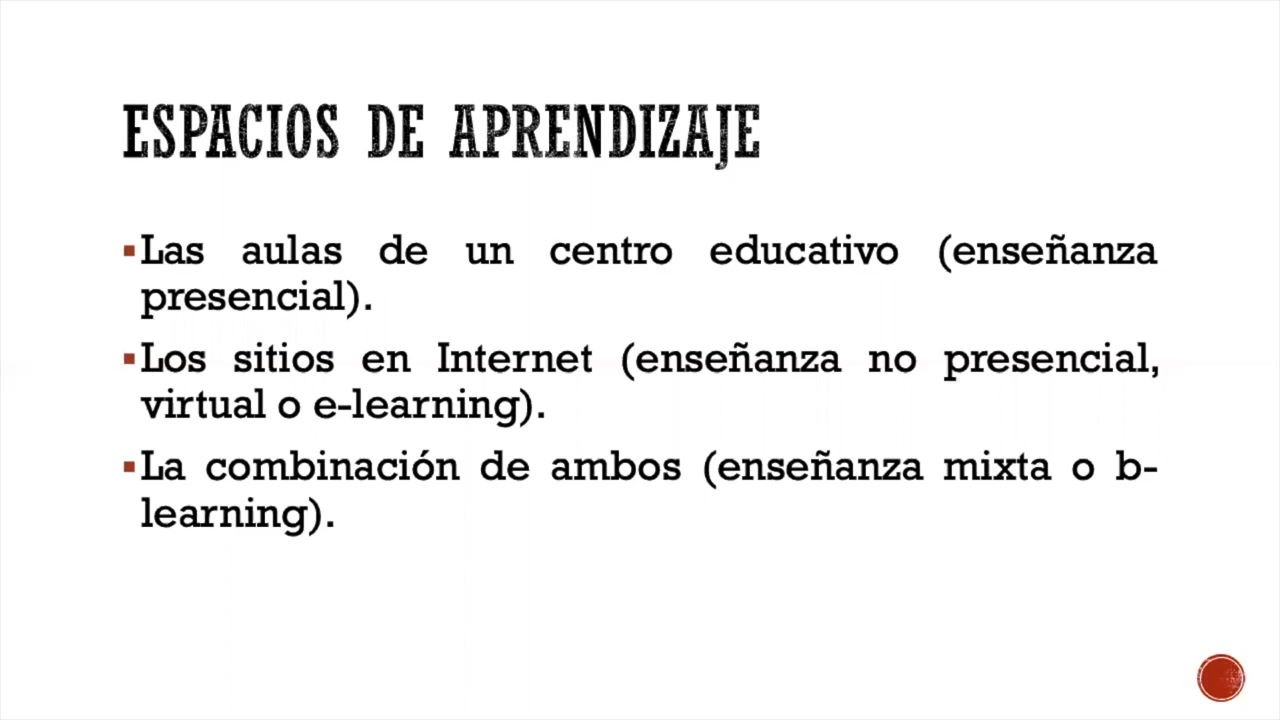 ESPACIOS DE APRENDIZAJE
▪Las aulas de un centro educativo (enseñanza
presencial).
▪Los sitios en Internet (enseñanza no presencial,
virtual o e-learning).
▪La combinación de ambos (enseñanza mixta o b-
learning).